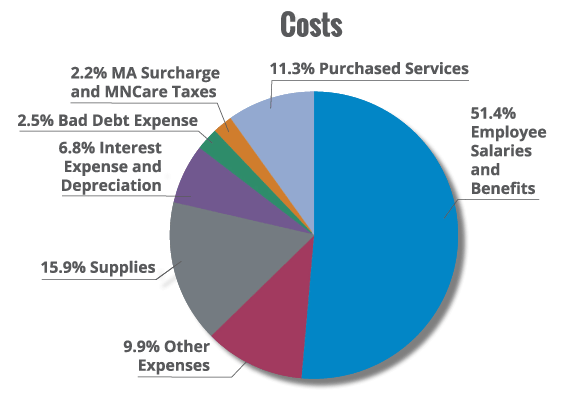 Costs
11.3% Purchased Services
2.2% MA Surcharge
and MNCare Taxes
2.5% Bad Debt Expense
6.8% Interest
Expense and
Depreciation
15.9% Supplies
9.9% Other
Expenses
51.4%
Employee
Salaries
and
Benefits